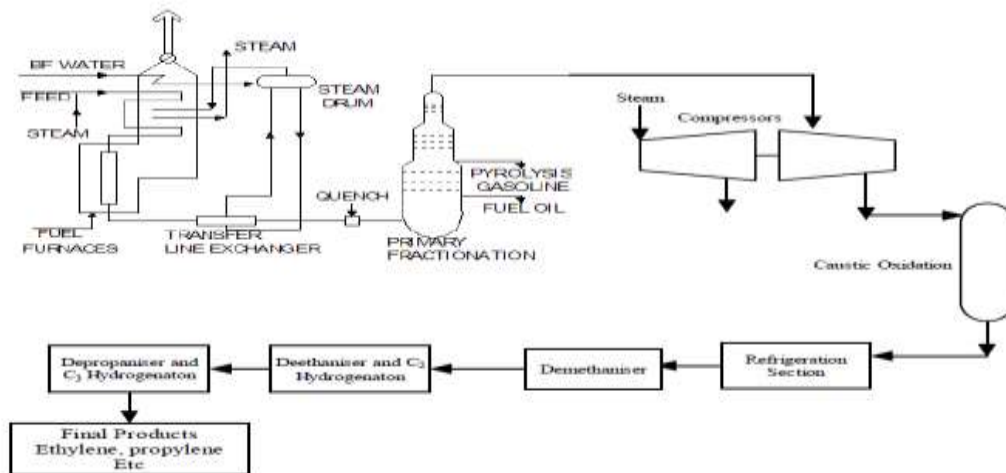 STEAM
BF WATER
FEED
STEAM
STEAM
DRUM
FUEL
FURNACES
TRANSFER
LINE EXCHANGER
QUENCH
PRIMARY
FRACTIONATION
PYROLYSIS
GASOLINE
FUEL OIL
Steam
Compressors
Caustic Oxidation
Refrigeration
Section
Demethaniser
Deethaniser and C2
Hydrogenaton
Depropaniser and
C3 Hydrogenaton
Final Products
Ethylene, propylene
Etc